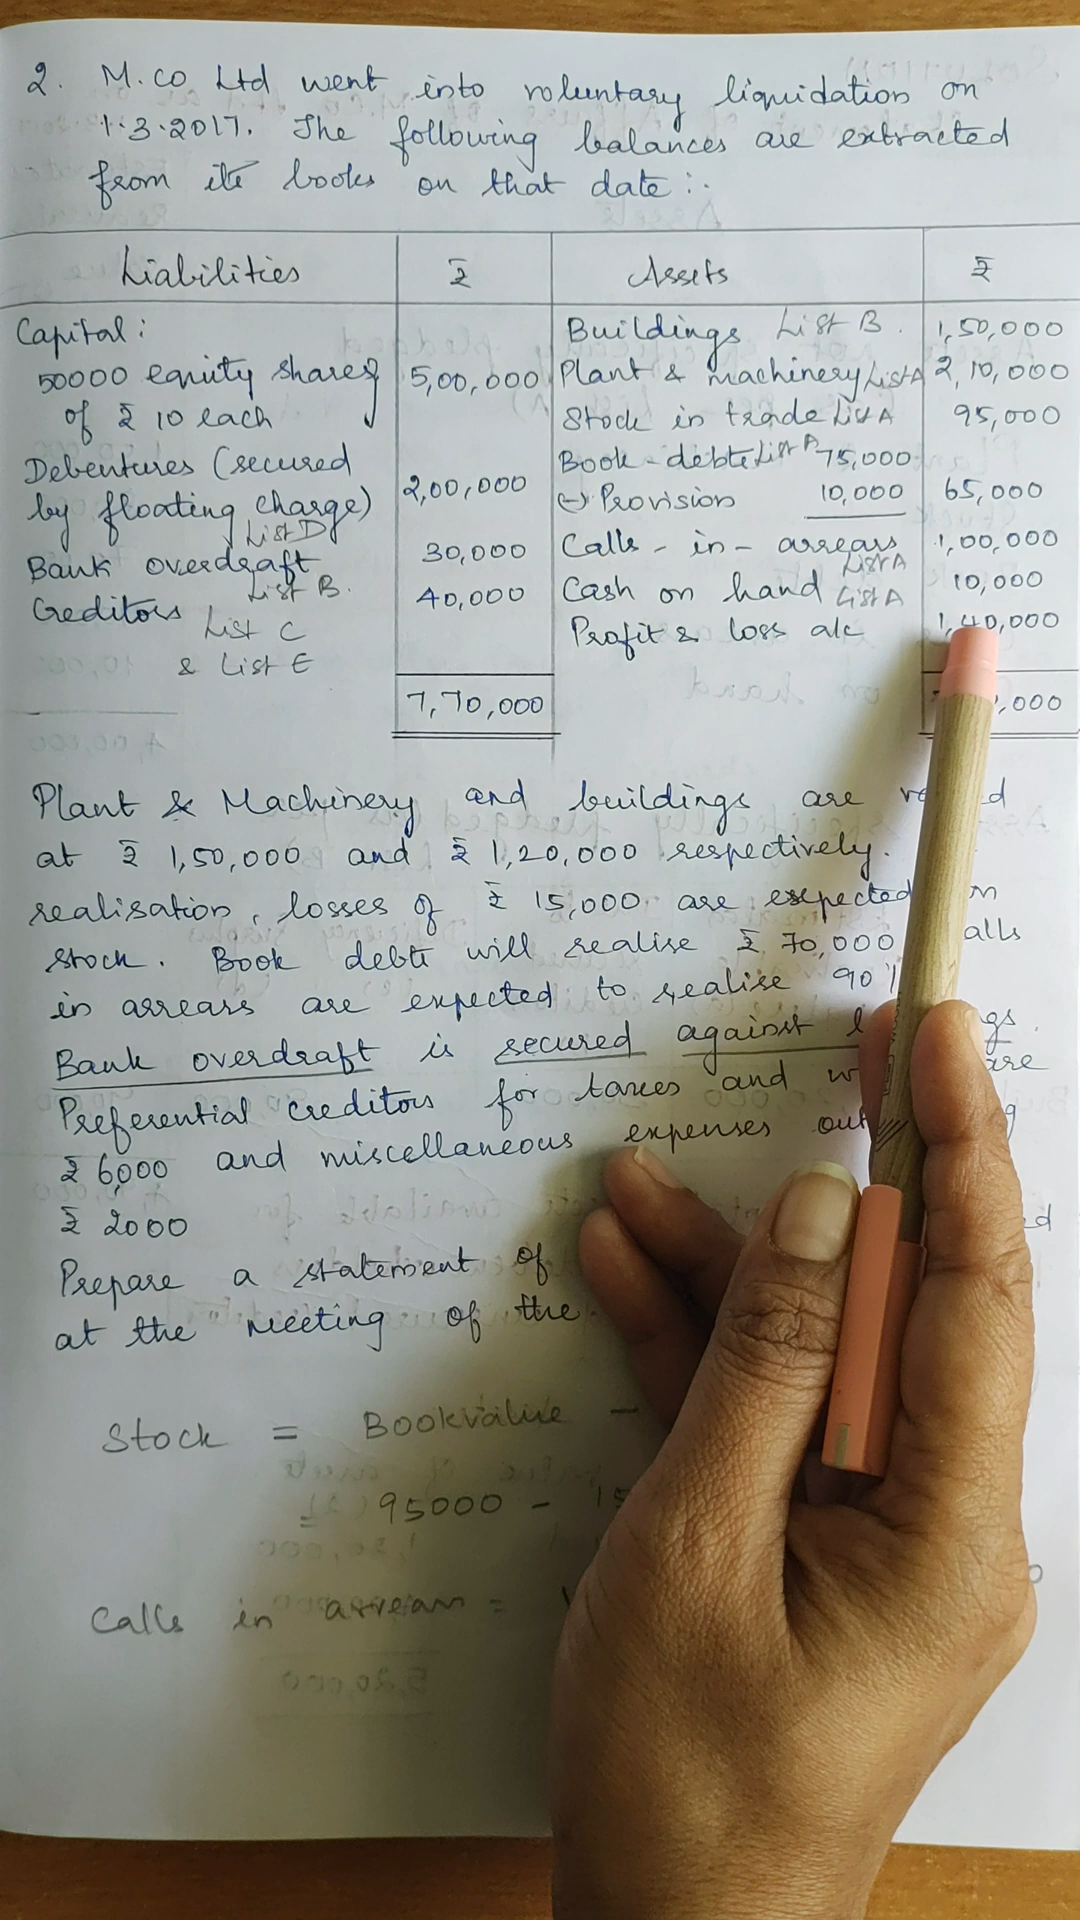 2. M.co Ltd went into voluntary liquidation on
1.3.2017. The following balances are extracted
from its books on that date :-
Liabilities ₹ Assets ₹
Capital : Buildings List B. 1,50,000
50000 equity shares 5,00,000 Plant & machinery List A 2,10,000
of ₹ 10 each Stock in trade List A 95,000
Debentures (secured Book-debts List A 75,000
by floating charge) 2,00,000 (-) Provision 10,000 65,000
List D
Bank overdraft 30,000 Calls-in-arrears 1,00,000
List B. List A
Creditors 40,000 Cash on hand List A 10,000
List C Profit & loss a/c 1,40,000
& List E
7,70,000 ,000
Plant & Machinery and buildings are
at ₹ 1,50,000 and ₹ 1,20,000 respectively.
realisation, losses of ₹ 15,000 are expected
stock. Book debts will realise ₹ 70,000
in arrears are expected to realise 90%
Bank overdraft is secured against
Preferential creditors for taxes and are
₹ 6000 and miscellaneous expenses
₹ 2000
Prepare a statement of
at the meeting of the
Stock = Bookvalue -
= 95000 - 15
Calls in arrears =